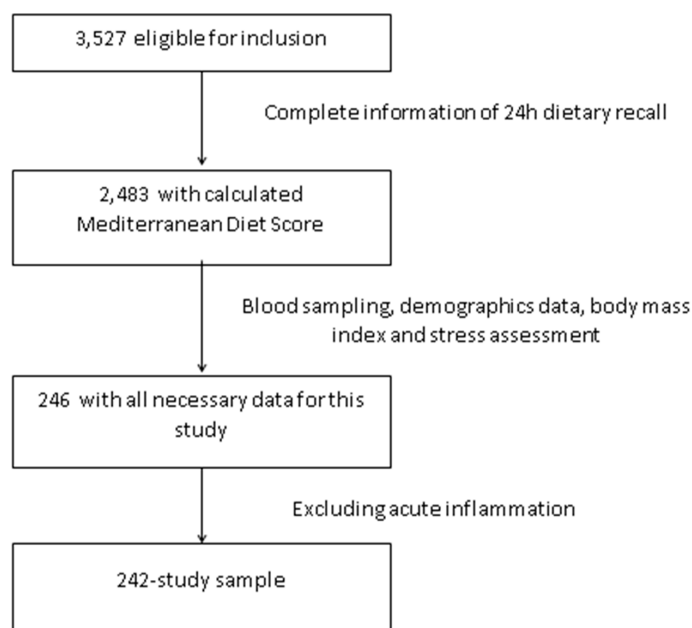 3,527 eligible for inclusion
Complete information of 24h dietary recall
2,483 with calculated
Mediterranean Diet Score
Blood sampling, demographics data, body mass
index and stress assessment
246 with all necessary data for this
study
Excluding acute inflammation
242-study sample